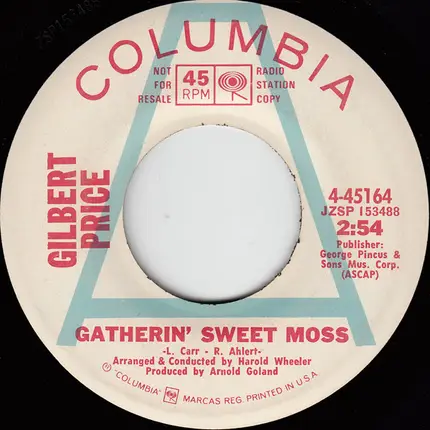 ZSP153488
COLUMBIA
NOT FOR RESALE
45 RPM
RADIO STATION COPY
A
GILBERT PRICE
4-45164
JZSP 153488
2:54
Publisher:
George Pincus &
Sons Mus. Corp.
(ASCAP)
GATHERIN' SWEET MOSS
-L. Carr - R. Ahlert-
Arranged & Conducted by Harold Wheeler
Produced by Arnold Goland
"COLUMBIA" MARCAS REG. PRINTED IN U.S.A.